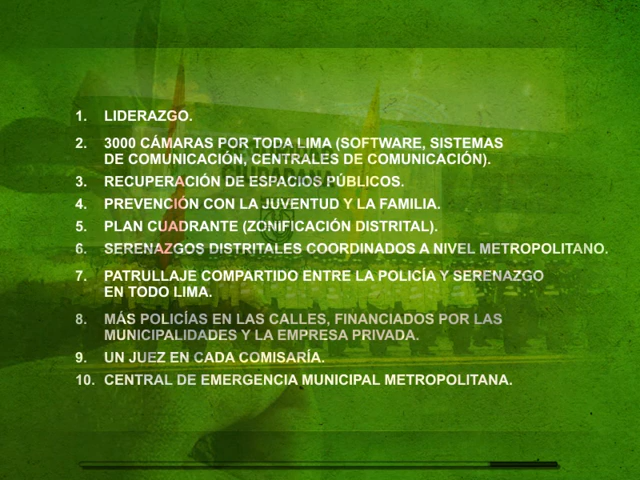 1. LIDERAZGO.
2. 3000 CÁMARAS POR TODA LIMA (SOFTWARE, SISTEMAS
DE COMUNICACIÓN, CENTRALES DE COMUNICACIÓN).
3. RECUPERACIÓN DE ESPACIOS PÚBLICOS.
4. PREVENCIÓN CON LA JUVENTUD Y LA FAMILIA.
5. PLAN CUADRANTE (ZONIFICACIÓN DISTRITAL).
6. SERENAZGOS DISTRITALES COORDINADOS A NIVEL METROPOLITANO.
7. PATRULLAJE COMPARTIDO ENTRE LA POLICÍA Y SERENAZGO
EN TODO LIMA.
8. MÁS POLICÍAS EN LAS CALLES, FINANCIADOS POR LAS
MUNICIPALIDADES Y LA EMPRESA PRIVADA.
9. UN JUEZ EN CADA COMISARÍA.
10. CENTRAL DE EMERGENCIA MUNICIPAL METROPOLITANA.